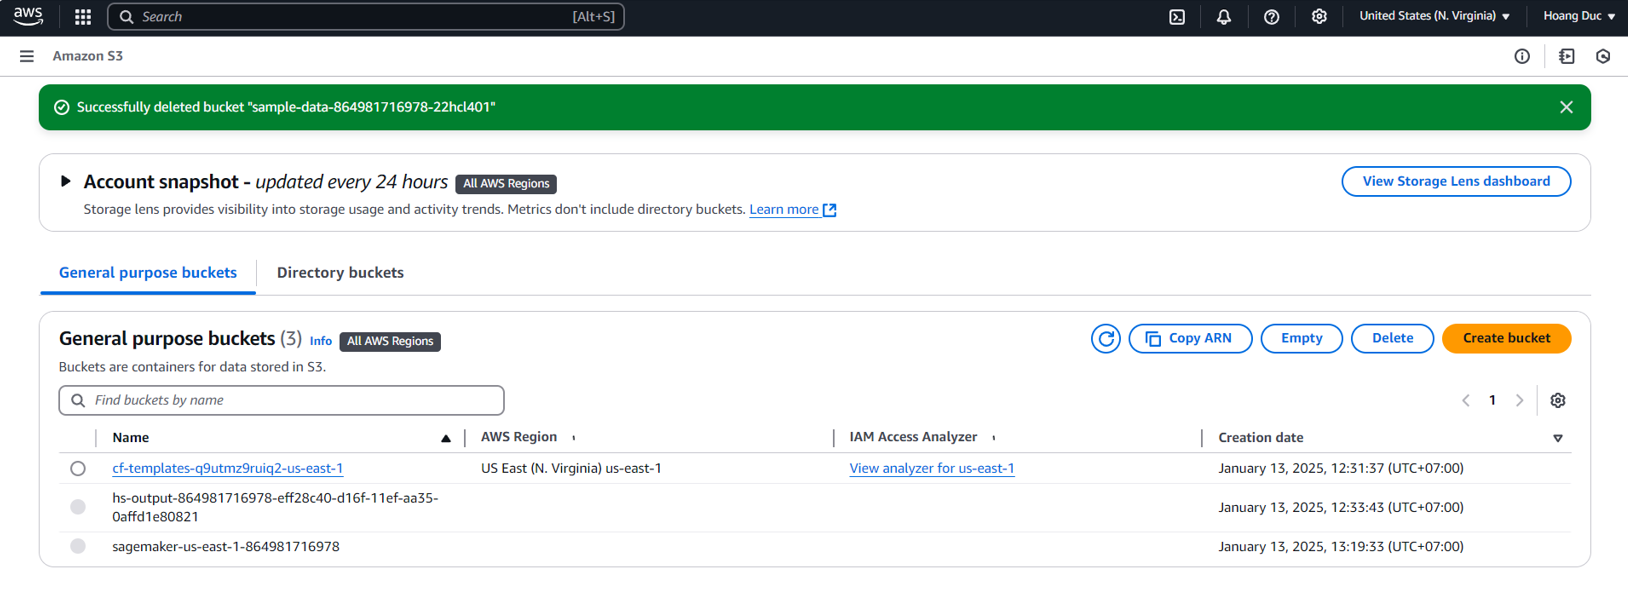 aws
Search [Alt+S] United States (N. Virginia) Hoang Duc
Amazon S3
Successfully deleted bucket "sample-data-864981716978-22hcl401"
Account snapshot - updated every 24 hours All AWS Regions View Storage Lens dashboard
Storage lens provides visibility into storage usage and activity trends. Metrics don't include directory buckets. Learn more
General purpose buckets Directory buckets
General purpose buckets (3) Info All AWS Regions Copy ARN Empty Delete Create bucket
Buckets are containers for data stored in S3.
Find buckets by name 1
Name AWS Region IAM Access Analyzer Creation date
cf-templates-q9utmz9ruiq2-us-east-1 US East (N. Virginia) us-east-1 View analyzer for us-east-1 January 13, 2025, 12:31:37 (UTC+07:00)
hs-output-864981716978-eff28c40-d16f-11ef-aa35-
0affd1e80821 January 13, 2025, 12:33:43 (UTC+07:00)
sagemaker-us-east-1-864981716978 January 13, 2025, 13:19:33 (UTC+07:00)